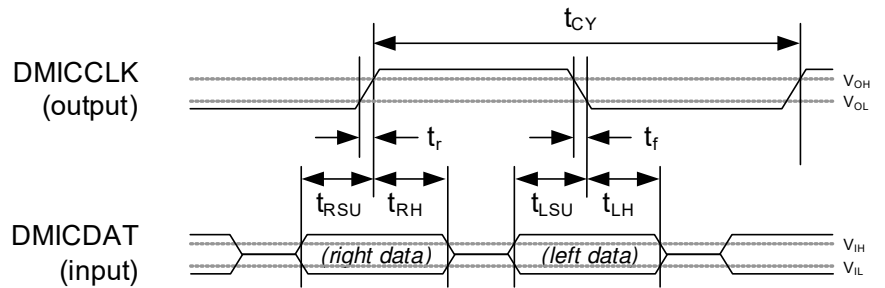 tCY
DMICCLK
(output)
VOH
VOL
tr
tf
tRSU
tRH
tLSU
tLH
DMICDAT
(input)
(right data)
(left data)
VIH
VIL